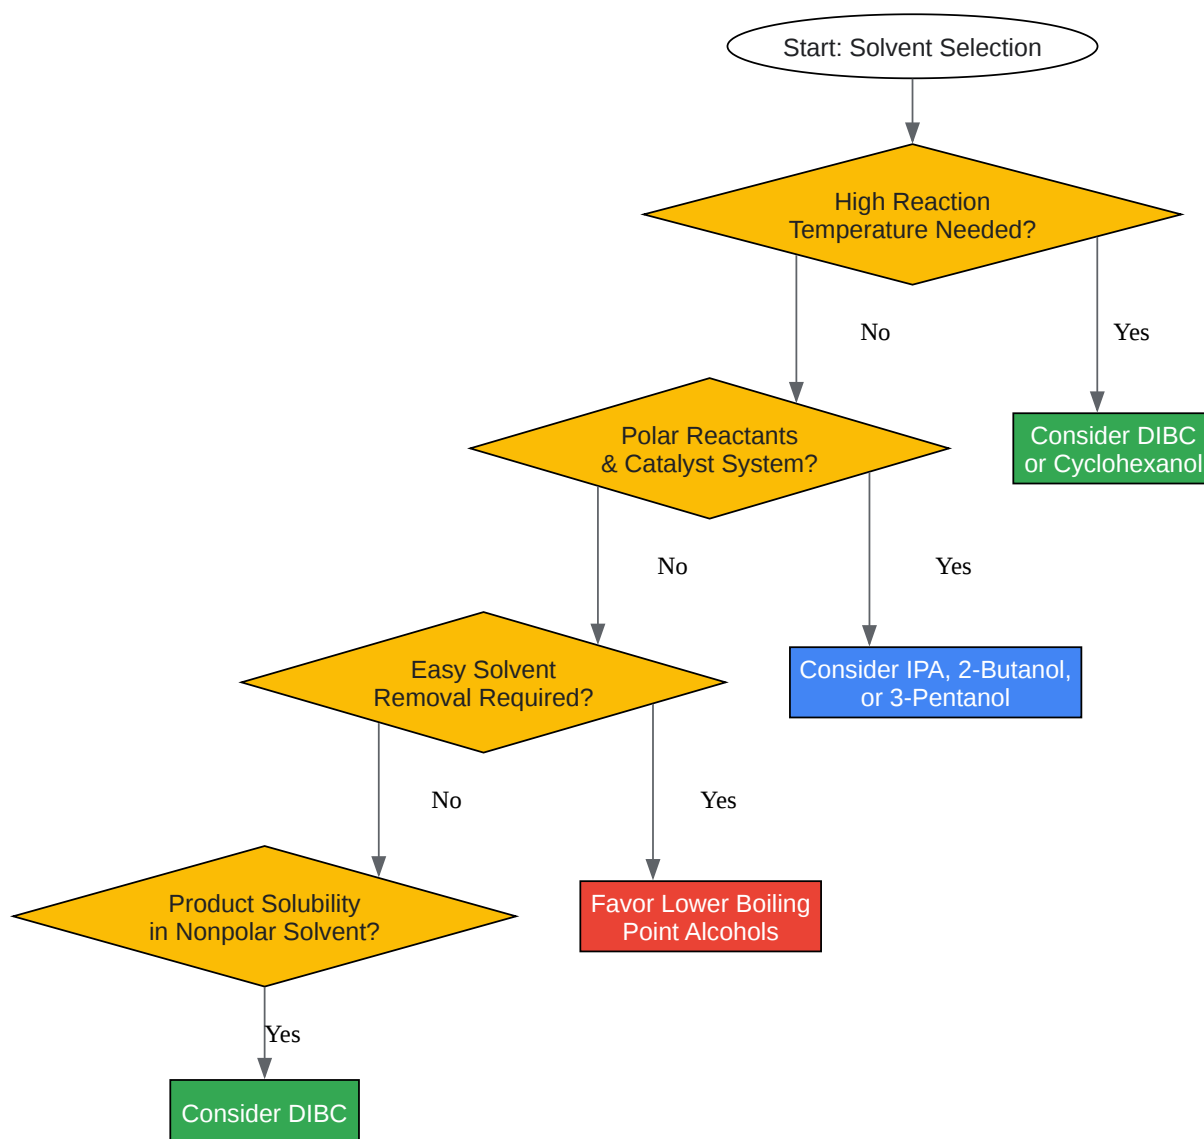 Start: Solvent Selection
High Reaction
Temperature Needed?
No
Yes
Polar Reactants
& Catalyst System?
Consider DIBC
or Cyclohexanol
No
Yes
Easy Solvent
Removal Required?
Consider IPA, 2-Butanol,
or 3-Pentanol
No
Yes
Product Solubility
in Nonpolar Solvent?
Favor Lower Boiling
Point Alcohols
Yes
Consider DIBC